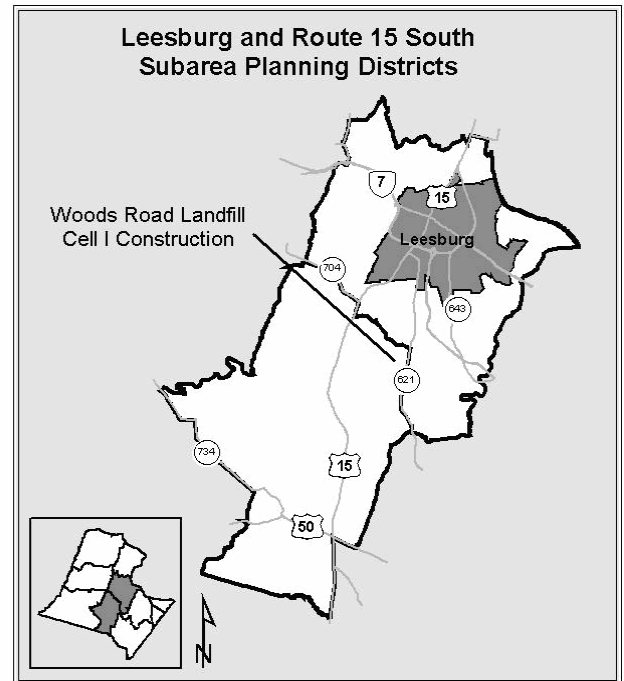 Leesburg and Route 15 South
Subarea Planning Districts
7
15
Woods Road Landfill
Cell I Construction
Leesburg
704
643
621
734
15
50
N